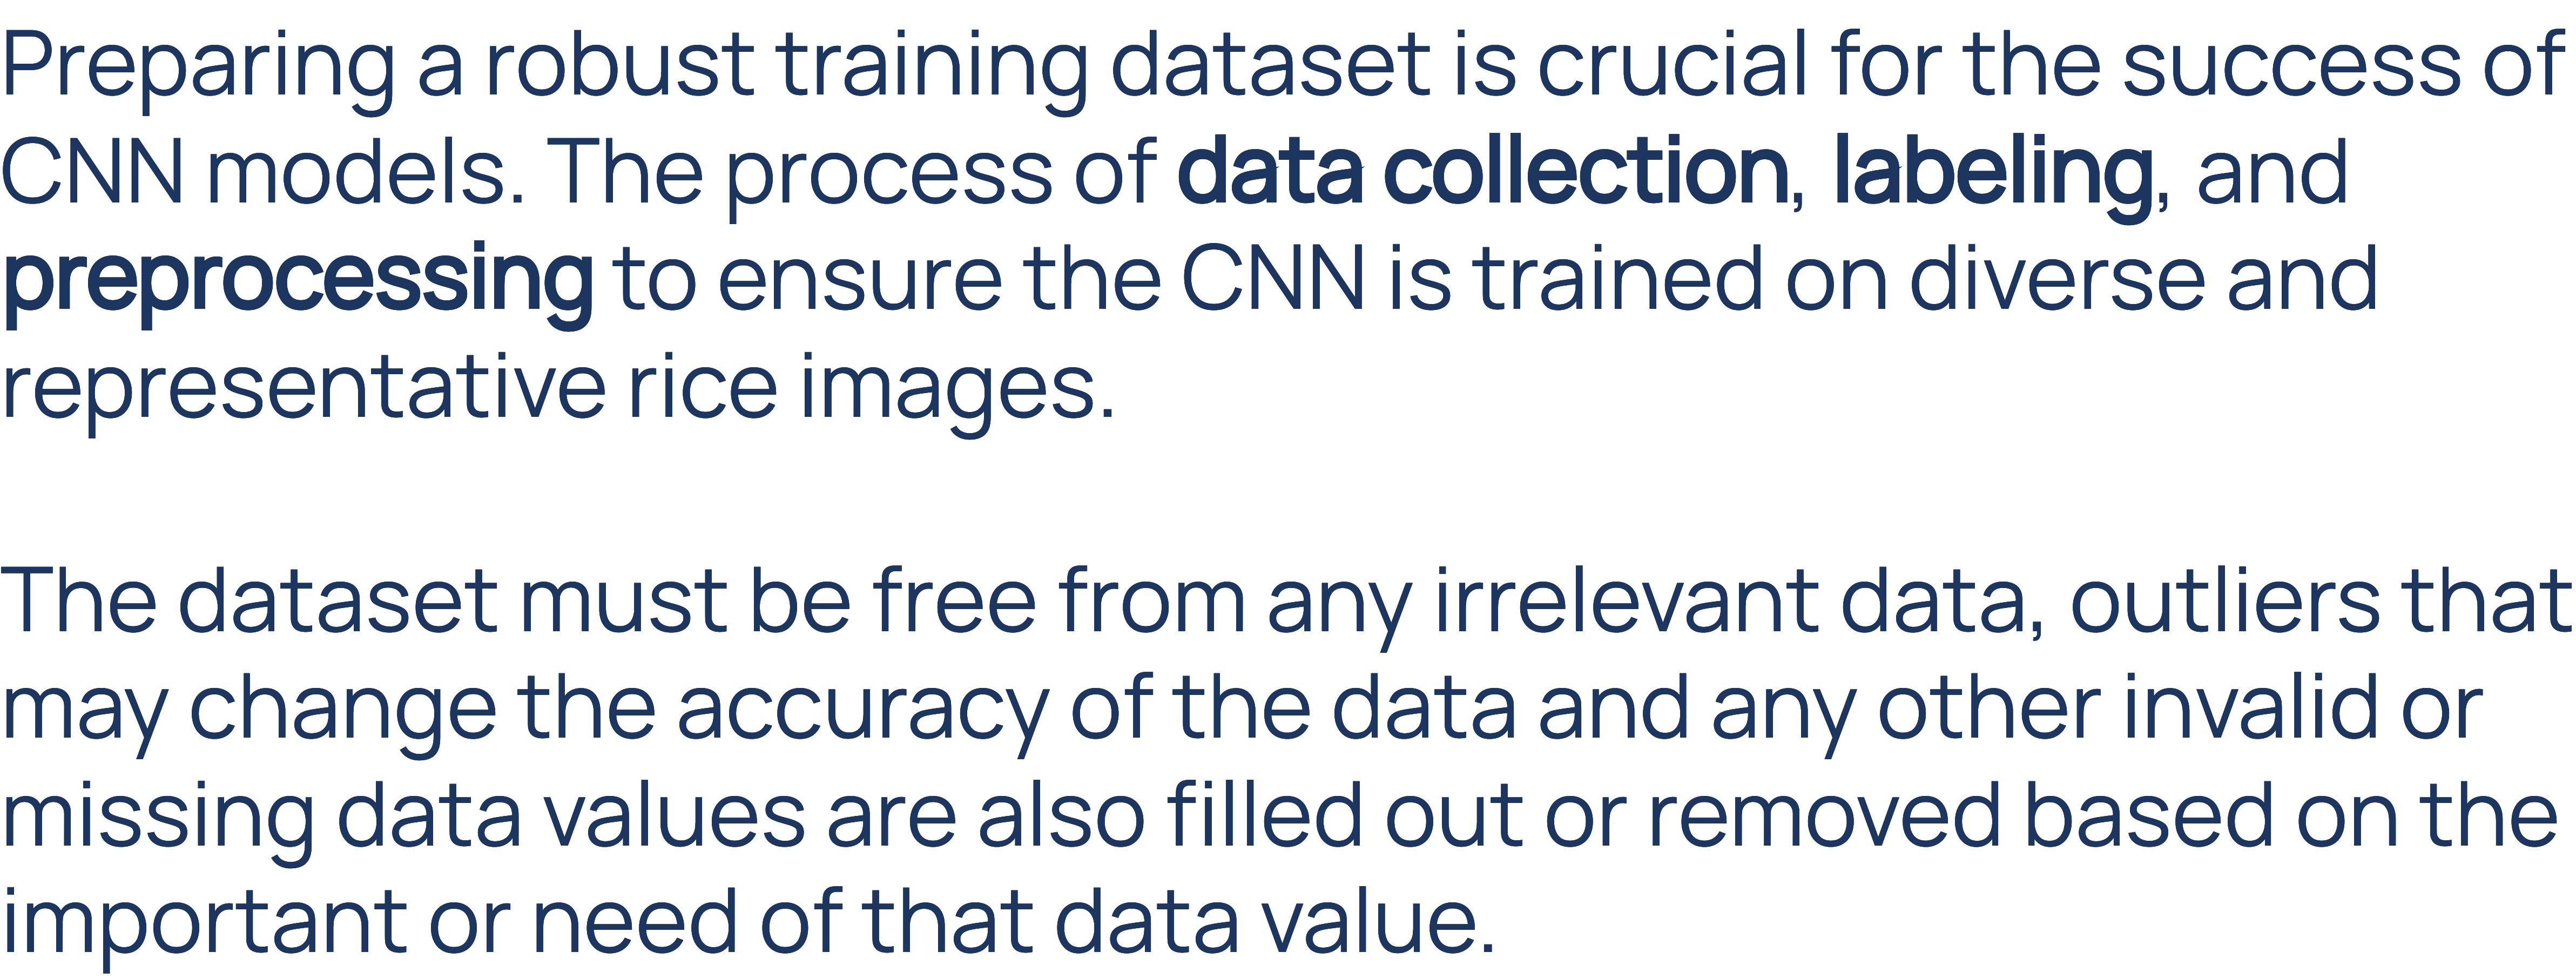 Preparing a robust training dataset is crucial for the success of
CNN models. The process of data collection, labeling, and
preprocessing to ensure the CNN is trained on diverse and
representative rice images.
The dataset must be free from any irrelevant data, outliers that
may change the accuracy of the data and any other invalid or
missing data values are also filled out or removed based on the
important or need of that data value.